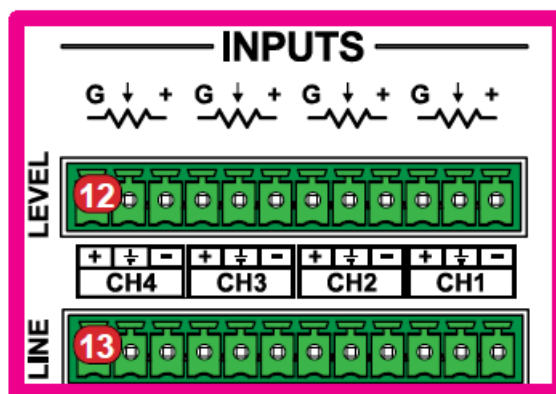 INPUTS
G ↓ + G ↓ + G ↓ + G ↓ +
LEVEL
12
+ ⏚ - + ⏚ - + ⏚ - + ⏚ -
CH4 CH3 CH2 CH1
LINE
13